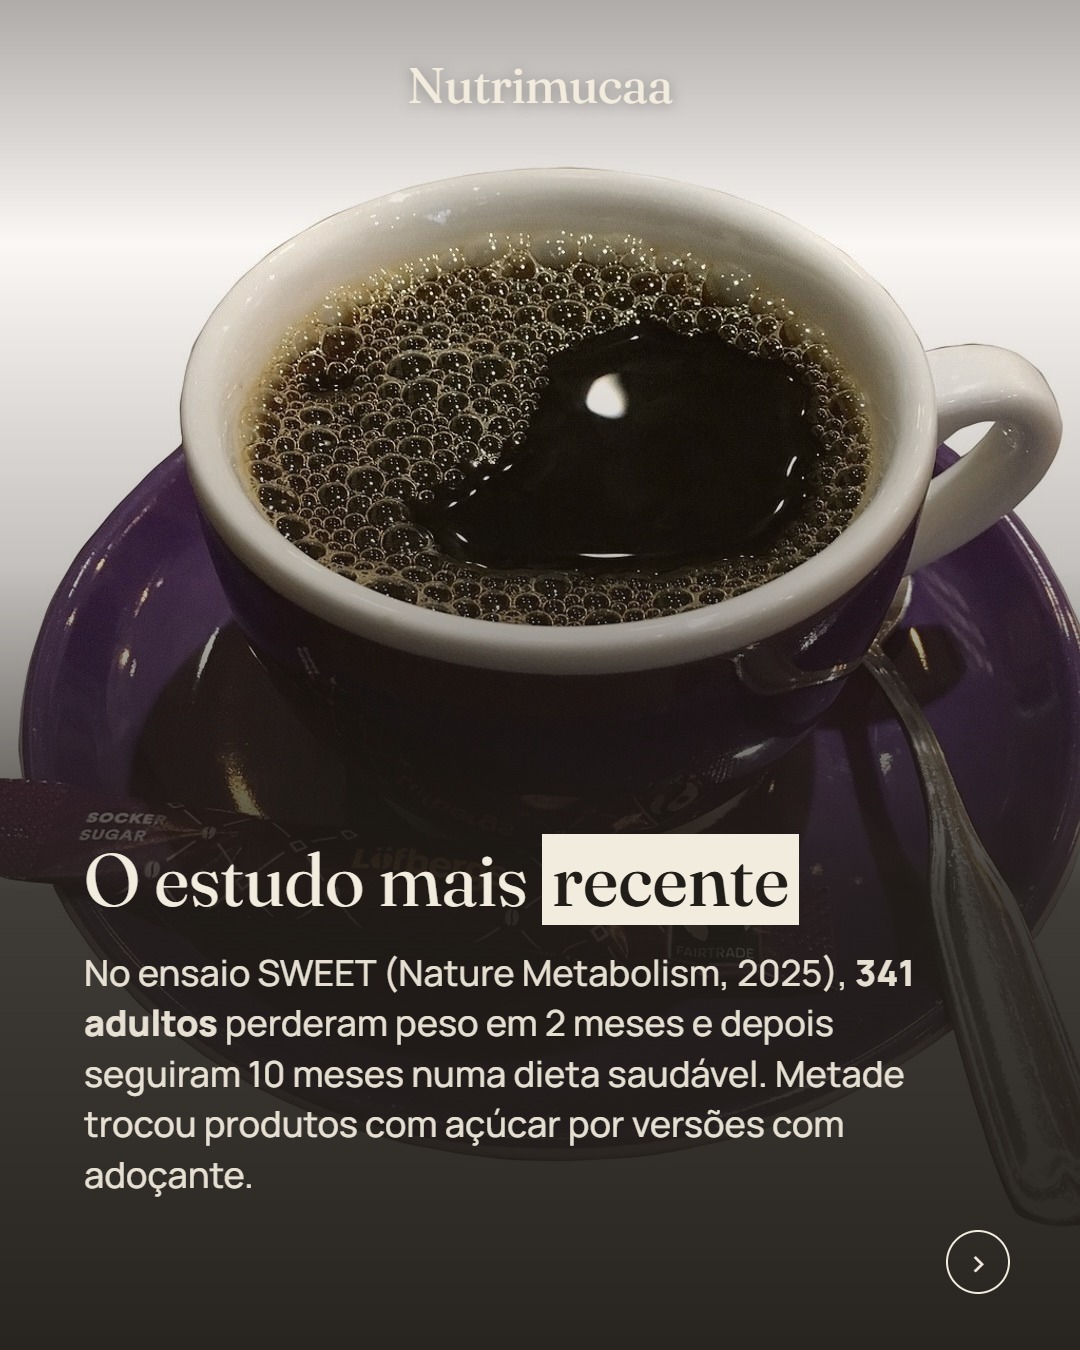 Nutrimucaa
SOCKER
SUGAR
O estudo mais recente
FAIRTRADE
No ensaio SWEET (Nature Metabolism, 2025), 341
adultos perderam peso em 2 meses e depois
seguiram 10 meses numa dieta saudável. Metade
trocou produtos com açúcar por versões com
adoçante.